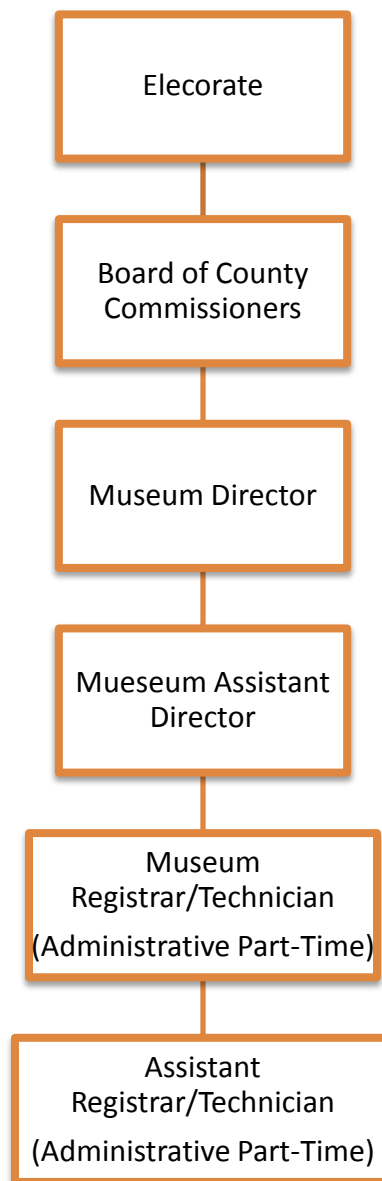 Elecorate
Board of County
Commissioners
Museum Director
Mueseum Assistant
Director
Museum
Registrar/Technician
(Administrative Part-Time)
Assistant
Registrar/Technician
(Administrative Part-Time)